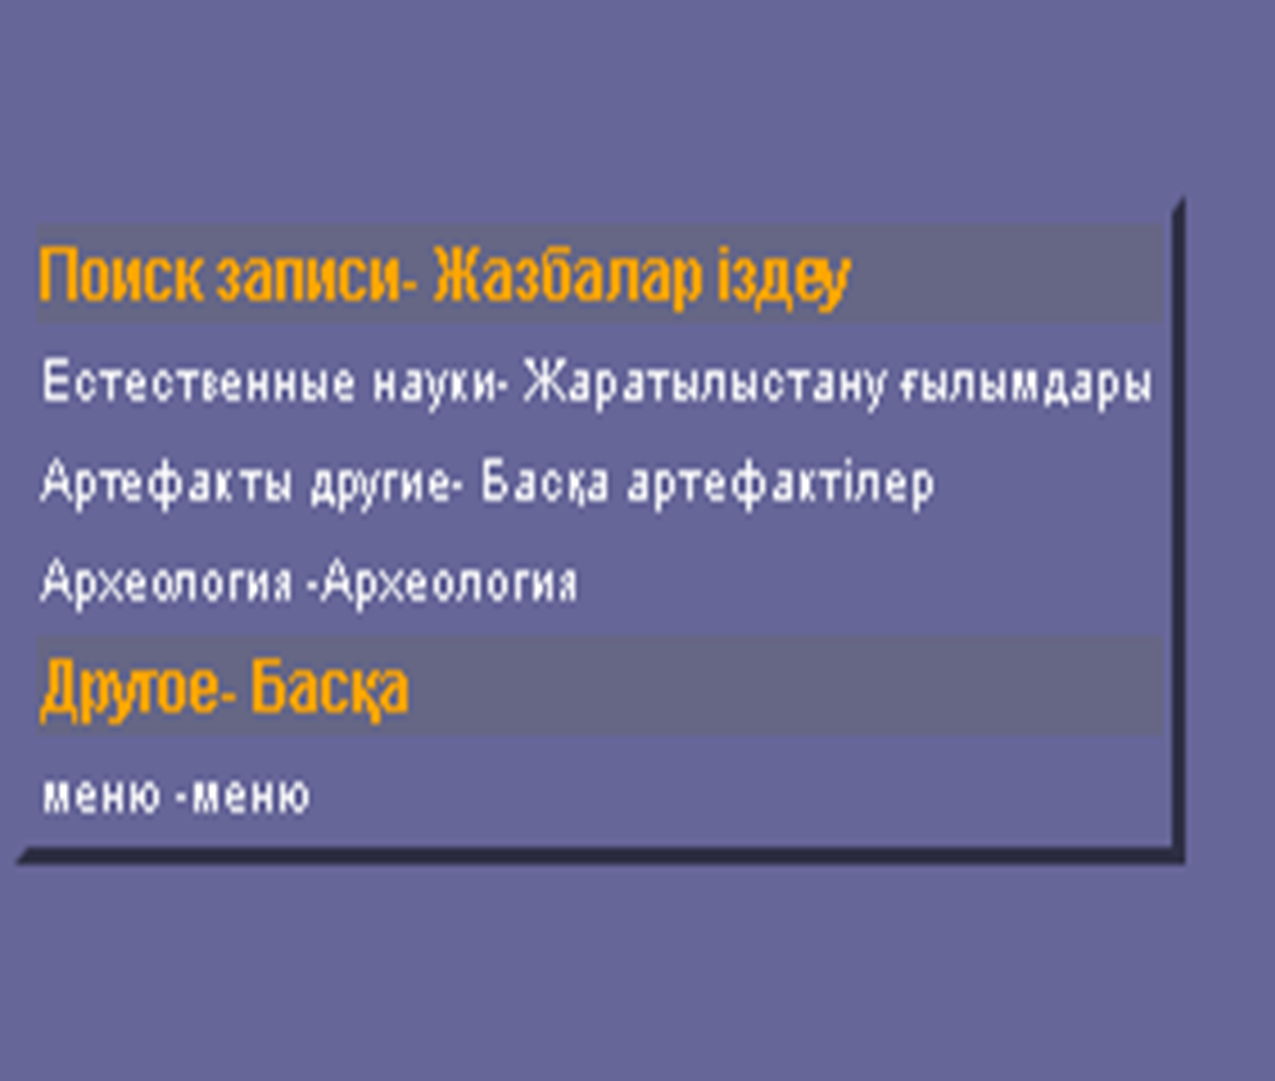 Поиск записи- Жазбалар іздеу
Естественные науки- Жаратылыстану ғылымдары
Артефакты другие- Басқа артефактілер
Археология -Археология
Другое- Басқа
меню -меню